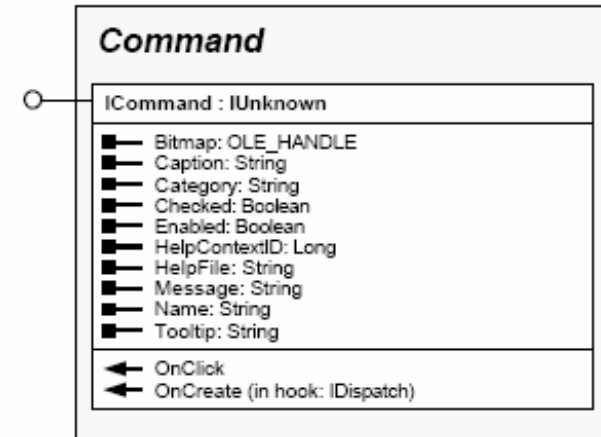 Command
ICommand : IUnknown
Bitmap: OLE_HANDLE
Caption: String
Category: String
Checked: Boolean
Enabled: Boolean
HelpContextID: Long
HelpFile: String
Message: String
Name: String
Tooltip: String
OnClick
OnCreate (in hook: IDispatch)